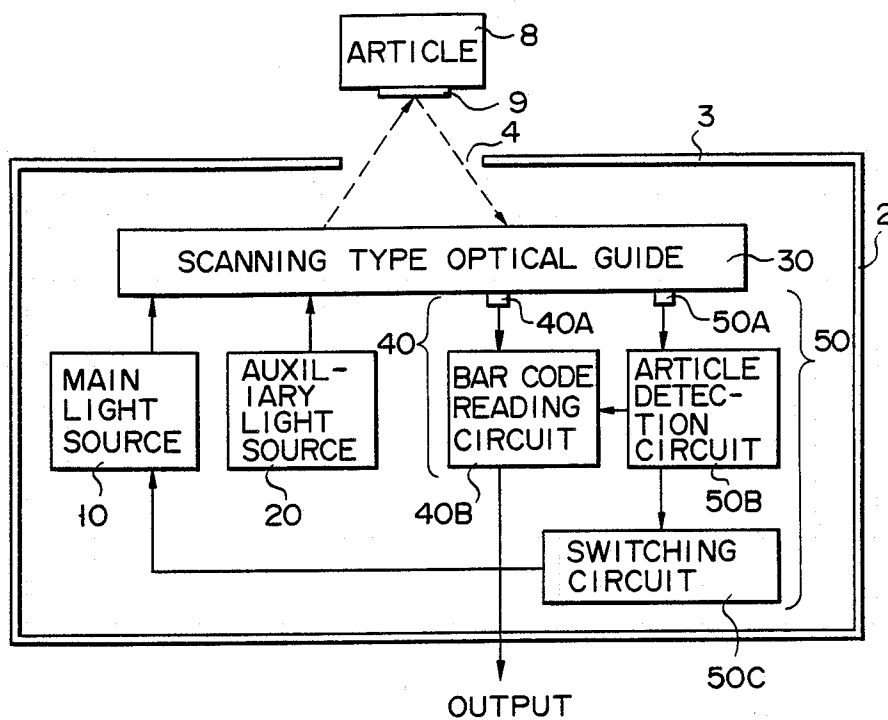 ARTICLE
8
9
4
3
2
SCANNING TYPE OPTICAL GUIDE
30
40
40A
50A
50
MAIN
LIGHT
SOURCE
AUXIL-
IARY
LIGHT
SOURCE
BAR CODE
READING
CIRCUIT
ARTICLE
DETEC-
TION
CIRCUIT
10
20
40B
50B
SWITCHING
CIRCUIT
50C
OUTPUT